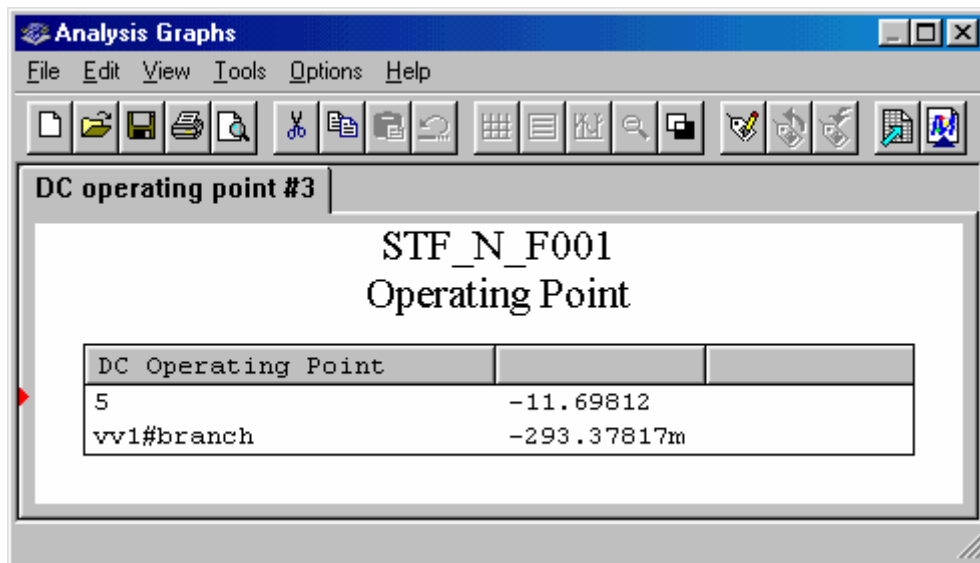 Analysis Graphs
File Edit View Tools Options Help
DC operating point #3
STF_N_F001
Operating Point
DC Operating Point
5 -11.69812
vv1#branch -293.37817m